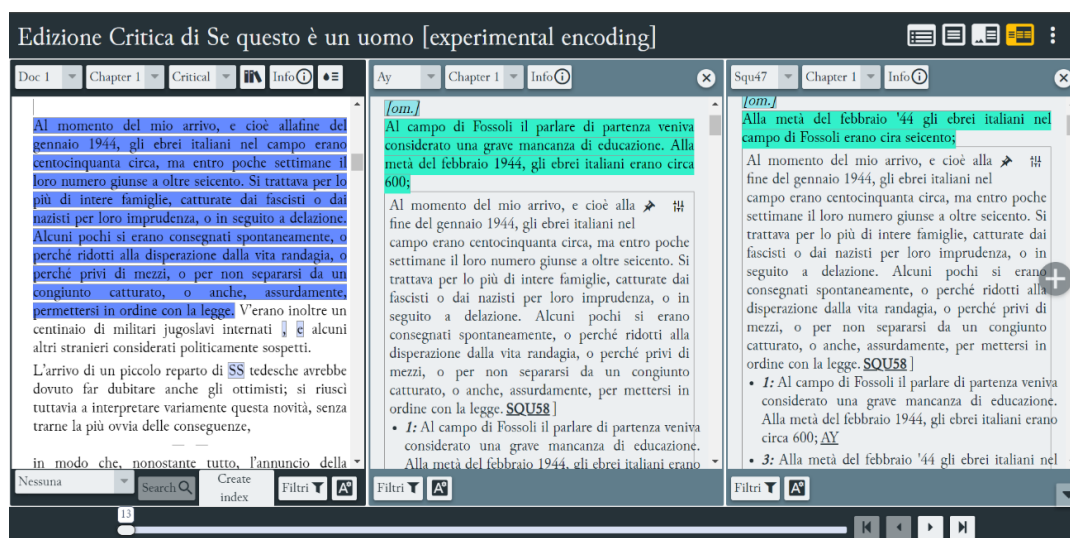 Edizione Critica di Se questo è un uomo [experimental encoding]
Doc 1 Chapter 1 Critical Info
Al momento del mio arrivo, e cioè allafine del
gennaio 1944, gli ebrei italiani nel campo erano
centocinquanta circa, ma entro poche settimane il
loro numero giunse a oltre seicento. Si trattava per lo
più di intere famiglie, catturate dai fascisti o dai
nazisti per loro imprudenza, o in seguito a delazione.
Alcuni pochi si erano consegnati spontaneamente, o
perché ridotti alla disperazione dalla vita randagia, o
perché privi di mezzi, o per non separarsi da un
congiunto catturato, o anche, assurdamente,
permettersi in ordine con la legge. V'erano inoltre un
centinaio di militari jugoslavi internati , e alcuni
altri stranieri considerati politicamente sospetti.
L'arrivo di un piccolo reparto di SS tedesche avrebbe
dovuto far dubitare anche gli ottimisti; si riuscì
tuttavia a interpretare variamente questa novità, senza
trarne la più ovvia delle conseguenze,
in modo che, nonostante tutto, l'annuncio della
Nessuna Search Create index Filtri
Ay Chapter 1 Info
[om.]
Al campo di Fossoli il parlare di partenza veniva
considerato una grave mancanza di educazione. Alla
metà del febbraio 1944, gli ebrei italiani erano circa
600;
Al momento del mio arrivo, e cioè alla
fine del gennaio 1944, gli ebrei italiani nel
campo erano centocinquanta circa, ma entro poche
settimane il loro numero giunse a oltre seicento. Si
trattava per lo più di intere famiglie, catturate dai
fascisti o dai nazisti per loro imprudenza, o in
seguito a delazione. Alcuni pochi si erano
consegnati spontaneamente, o perché ridotti alla
disperazione dalla vita randagia, o perché privi di
mezzi, o per non separarsi da un congiunto
catturato, o anche, assurdamente, per mettersi in
ordine con la legge. SQU58 ]
• 1: Al campo di Fossoli il parlare di partenza veniva
considerato una grave mancanza di educazione.
Alla metà del febbraio 1944, gli ebrei italiani erano
Filtri
Squ47 Chapter 1 Info
[om.]
Alla metà del febbraio '44 gli ebrei italiani nel
campo di Fossoli erano cira seicento;
Al momento del mio arrivo, e cioè alla
fine del gennaio 1944, gli ebrei italiani nel
campo erano centocinquanta circa, ma entro poche
settimane il loro numero giunse a oltre seicento. Si
trattava per lo più di intere famiglie, catturate dai
fascisti o dai nazisti per loro imprudenza, o in
seguito a delazione. Alcuni pochi si erano
consegnati spontaneamente, o perché ridotti alla
disperazione dalla vita randagia, o perché privi di
mezzi, o per non separarsi da un congiunto
catturato, o anche, assurdamente, per mettersi in
ordine con la legge. SQU58 ]
• 1: Al campo di Fossoli il parlare di partenza veniva
considerato una grave mancanza di educazione.
Alla metà del febbraio 1944, gli ebrei italiani erano
circa 600; AY
• 3: Alla metà del febbraio '44 gli ebrei italiani nel
Filtri
13